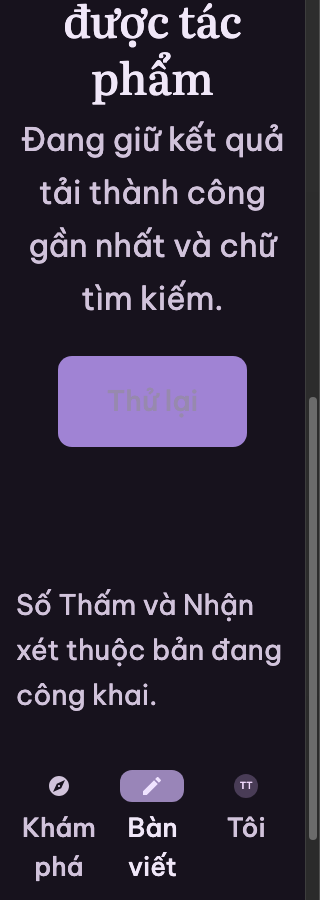 được tác
phẩm
Đang giữ kết quả
tải thành công
gần nhất và chữ
tìm kiếm.
Thử lại
Số Thấm và Nhận
xét thuộc bản đang
công khai.
TT
Khám
phá
Bàn
viết
Tôi